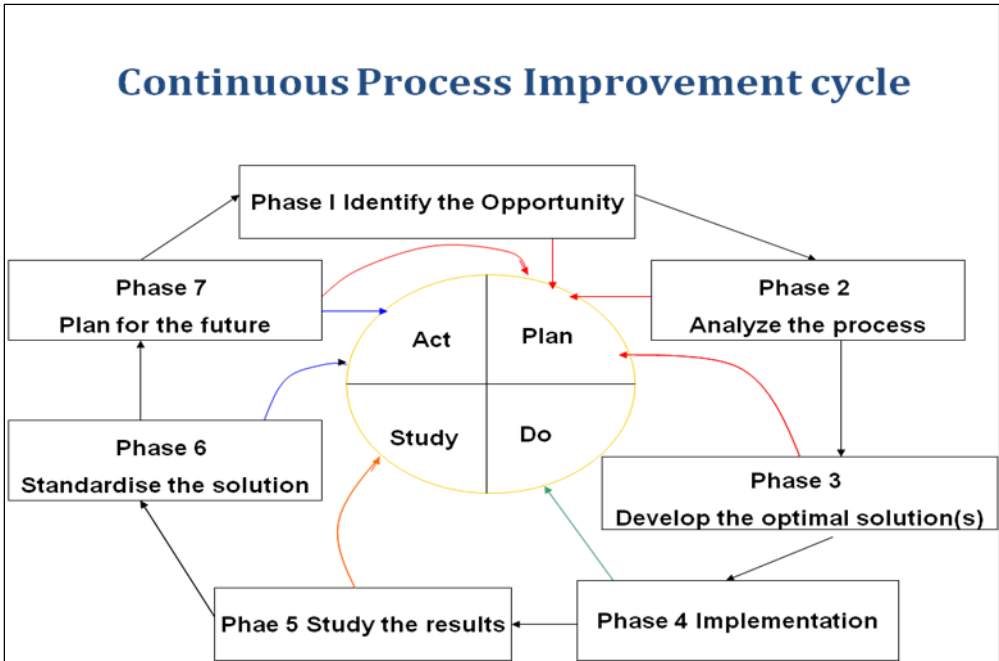 Continuous Process Improvement cycle
Phase I Identify the Opportunity
Phase 7
Plan for the future
Phase 2
Analyze the process
Act
Plan
Study
Do
Phase 6
Standardise the solution
Phase 3
Develop the optimal solution(s)
Phae 5 Study the results
Phase 4 Implementation